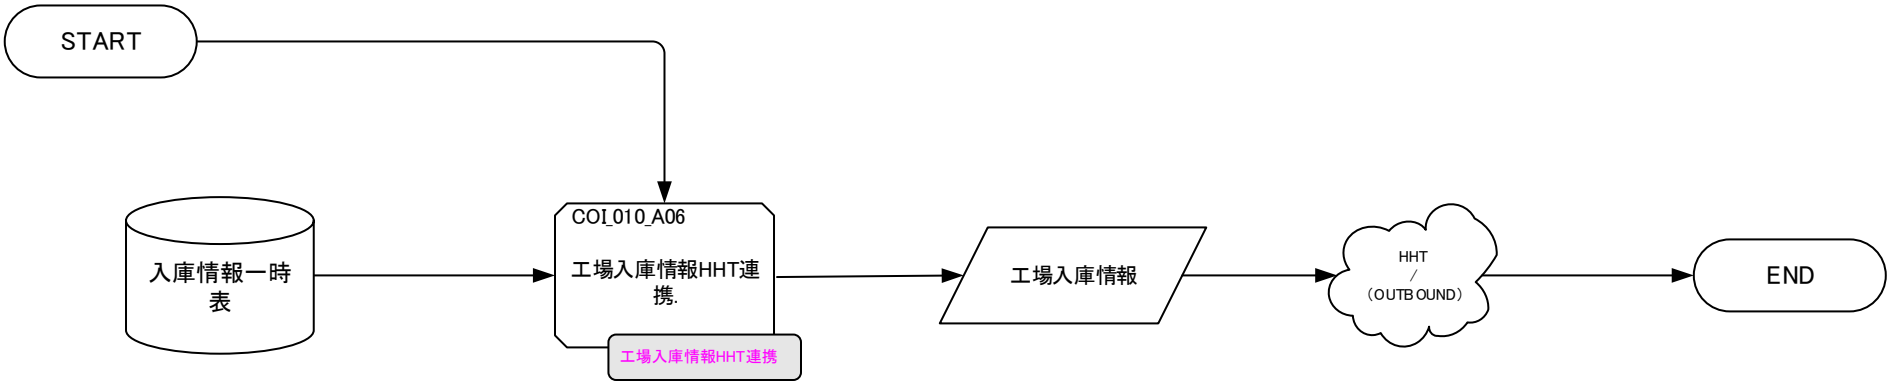 START
入庫情報一時
表
COI_010_A06
工場入庫情報HHT連
携.
工場入庫情報HHT連携
工場入庫情報
HHT
/
（OUTBOUND）
END